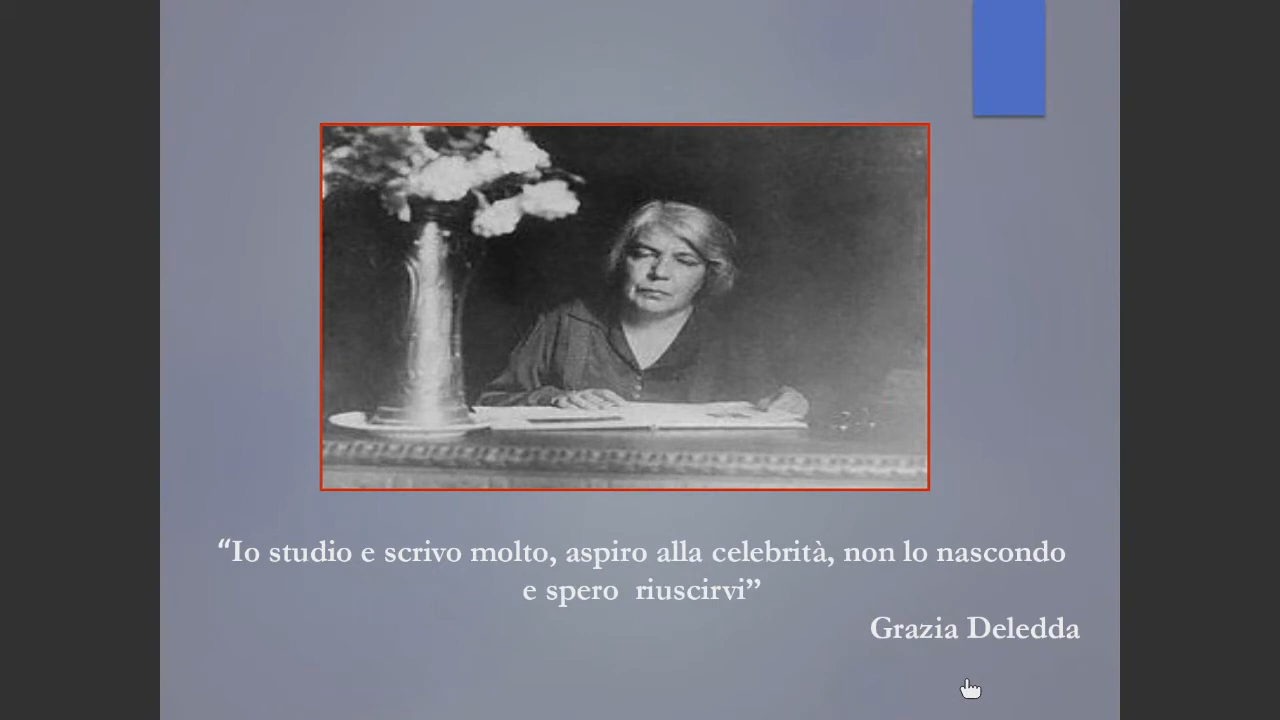 “Io studio e scrivo molto, aspiro alla celebrità, non lo nascondo
e spero  riuscirvi”
Grazia Deledda